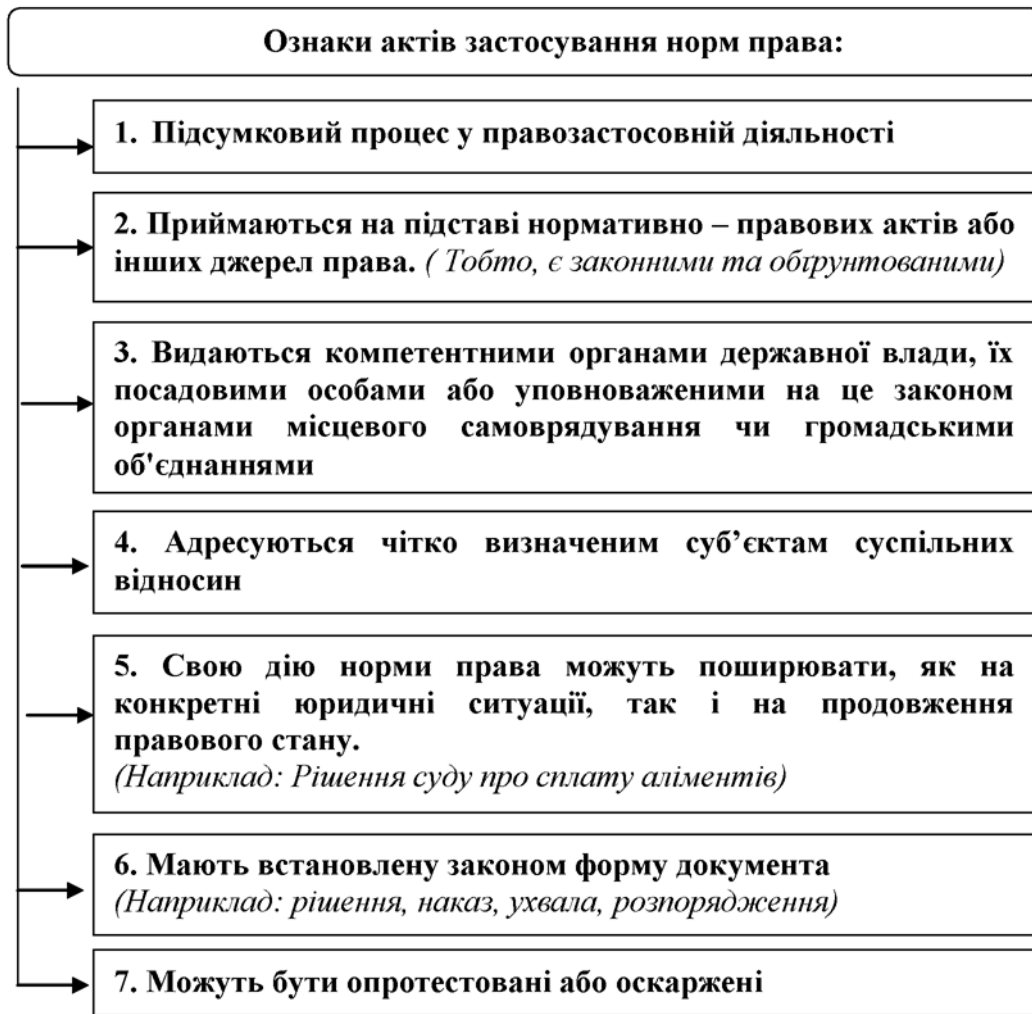 Ознаки актів застосування норм права:
1. Підсумковий процес у правозастосовній діяльності
2. Приймаються на підставі нормативно – правових актів або
інших джерел права. ( Тобто, є законними та обґрунтованими)
3. Видаються компетентними органами державної влади, їх
посадовими особами або уповноваженими на це законом
органами місцевого самоврядування чи громадськими
об'єднаннями
4. Адресуються чітко визначеним суб’єктам суспільних
відносин
5. Свою дію норми права можуть поширювати, як на
конкретні юридичні ситуації, так і на продовження
правового стану.
(Наприклад: Рішення суду про сплату аліментів)
6. Мають встановлену законом форму документа
(Наприклад: рішення, наказ, ухвала, розпорядження)
7. Можуть бути опротестовані або оскаржені